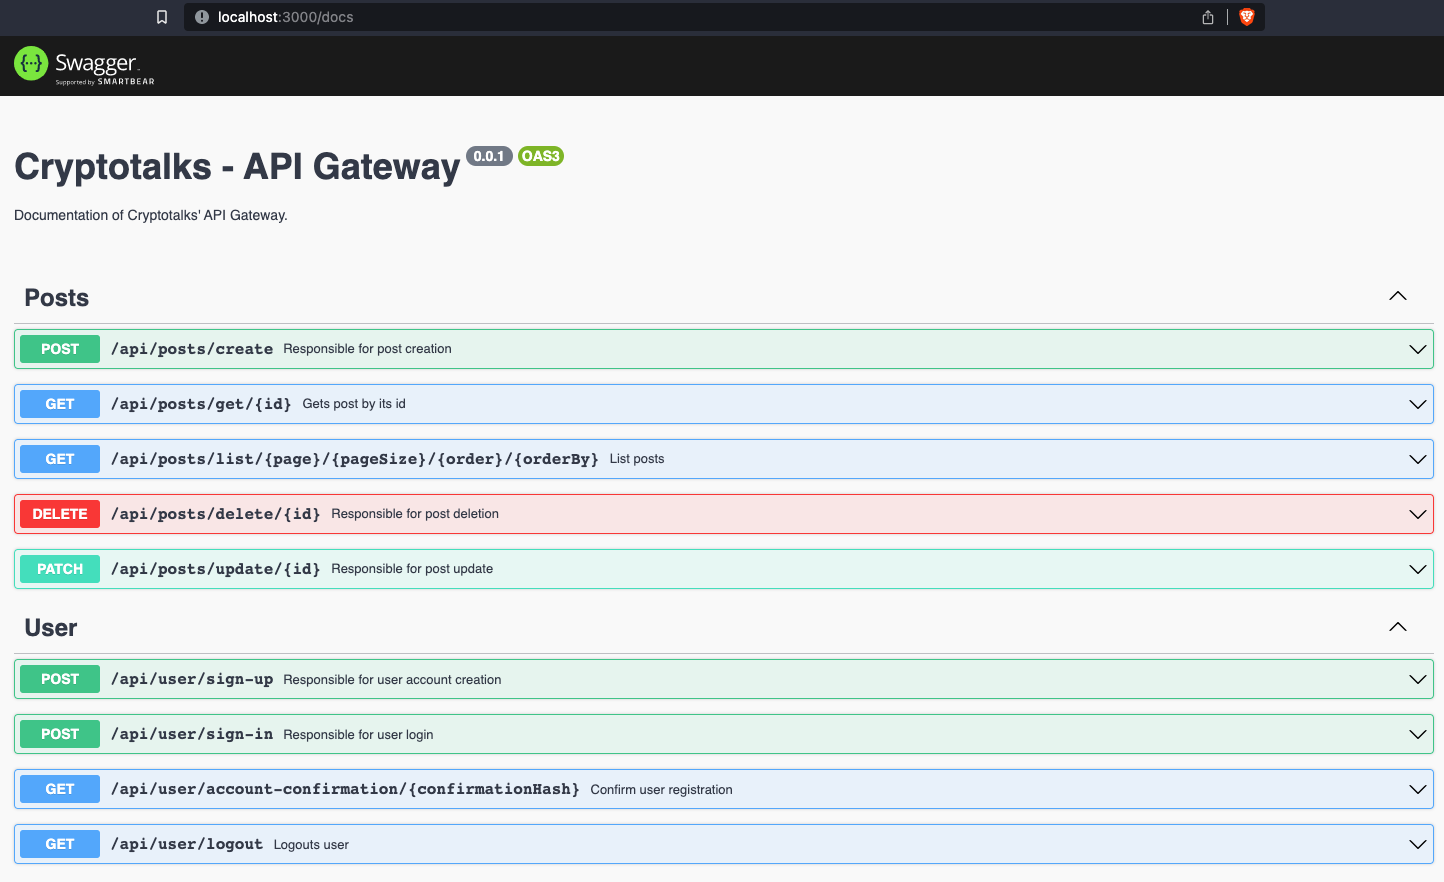 localhost:3000/docs
Swagger.
Supported by SMARTBEAR
Cryptotalks - API Gateway 0.0.1 OAS3
Documentation of Cryptotalks' API Gateway.
Posts
POST /api/posts/create Responsible for post creation
GET /api/posts/get/{id} Gets post by its id
GET /api/posts/list/{page}/{pageSize}/{order}/{orderBy} List posts
DELETE /api/posts/delete/{id} Responsible for post deletion
PATCH /api/posts/update/{id} Responsible for post update
User
POST /api/user/sign-up Responsible for user account creation
POST /api/user/sign-in Responsible for user login
GET /api/user/account-confirmation/{confirmationHash} Confirm user registration
GET /api/user/logout Logouts user